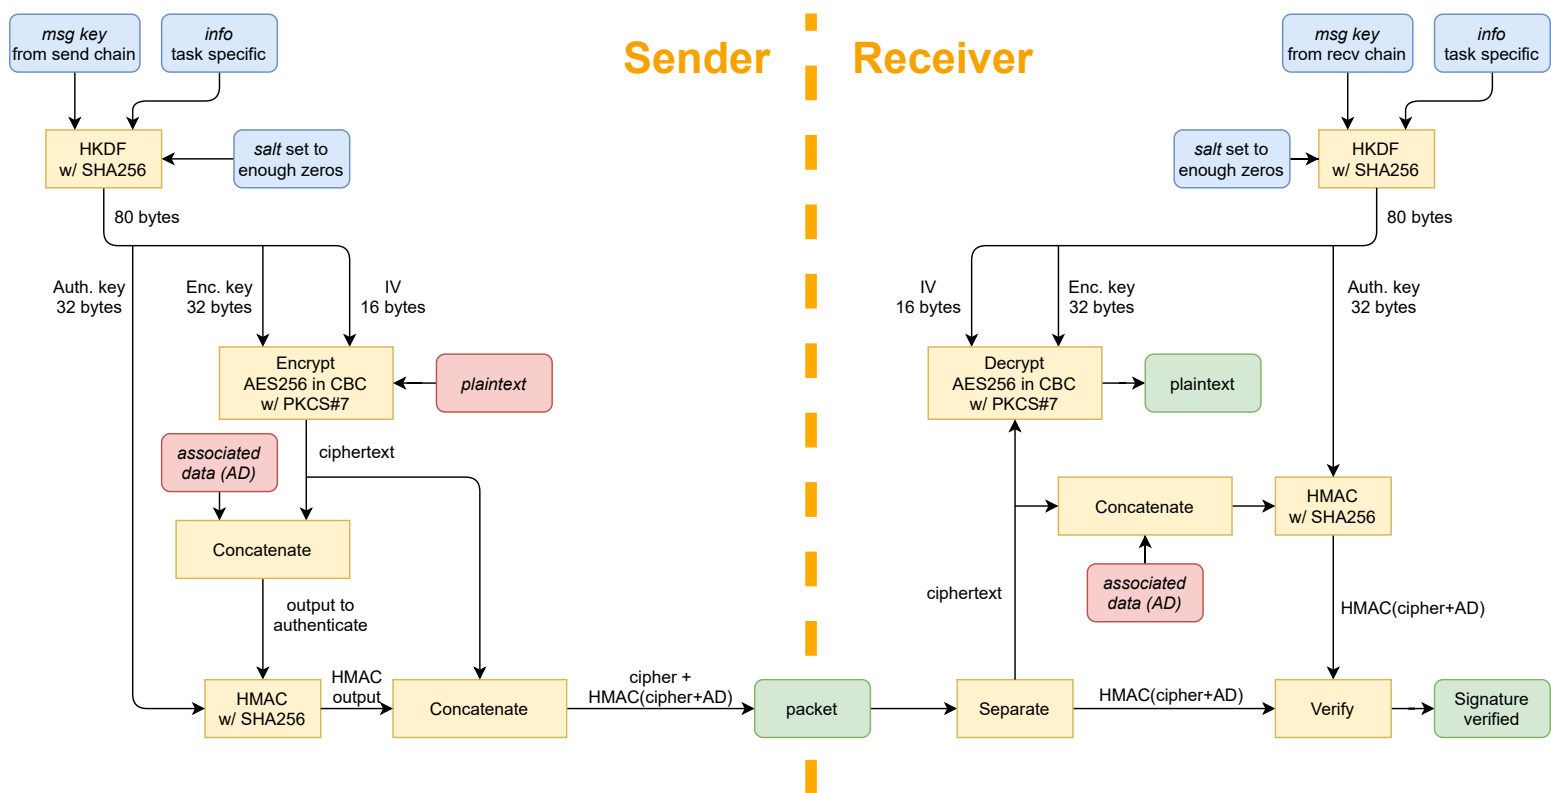 msg key
from send chain
info
task specific
Sender
Receiver
msg key
from recv chain
info
task specific
HKDF
w/ SHA256
salt set to
enough zeros
salt set to
enough zeros
HKDF
w/ SHA256
80 bytes
80 bytes
Auth. key
32 bytes
Enc. key
32 bytes
IV
16 bytes
IV
16 bytes
Enc. key
32 bytes
Auth. key
32 bytes
Encrypt
AES256 in CBC
w/ PKCS#7
plaintext
Decrypt
AES256 in CBC
w/ PKCS#7
plaintext
associated
data (AD)
ciphertext
Concatenate
HMAC
w/ SHA256
Concatenate
associated
data (AD)
ciphertext
output to
authenticate
HMAC(cipher+AD)
HMAC
w/ SHA256
HMAC
output
Concatenate
cipher +
HMAC(cipher+AD)
packet
Separate
HMAC(cipher+AD)
Verify
Signature
verified